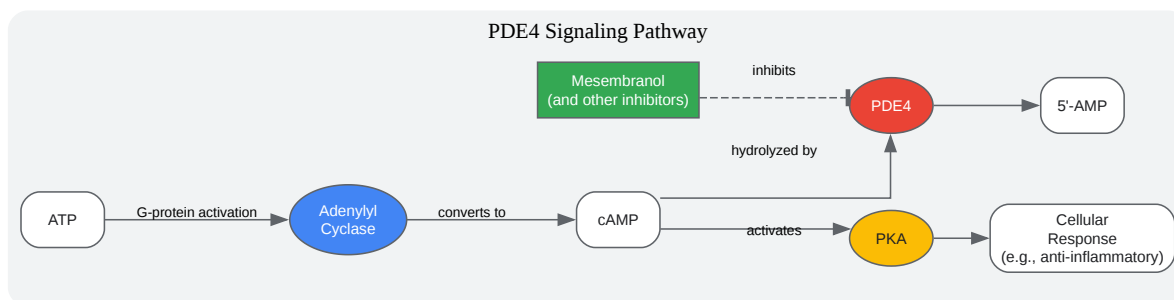 PDE4 Signaling Pathway
Mesembranol
(and other inhibitors)
inhibits
PDE4
5'-AMP
hydrolyzed by
ATP
G-protein activation
Adenylyl
Cyclase
converts to
cAMP
activates
PKA
Cellular
Response
(e.g., anti-inflammatory)